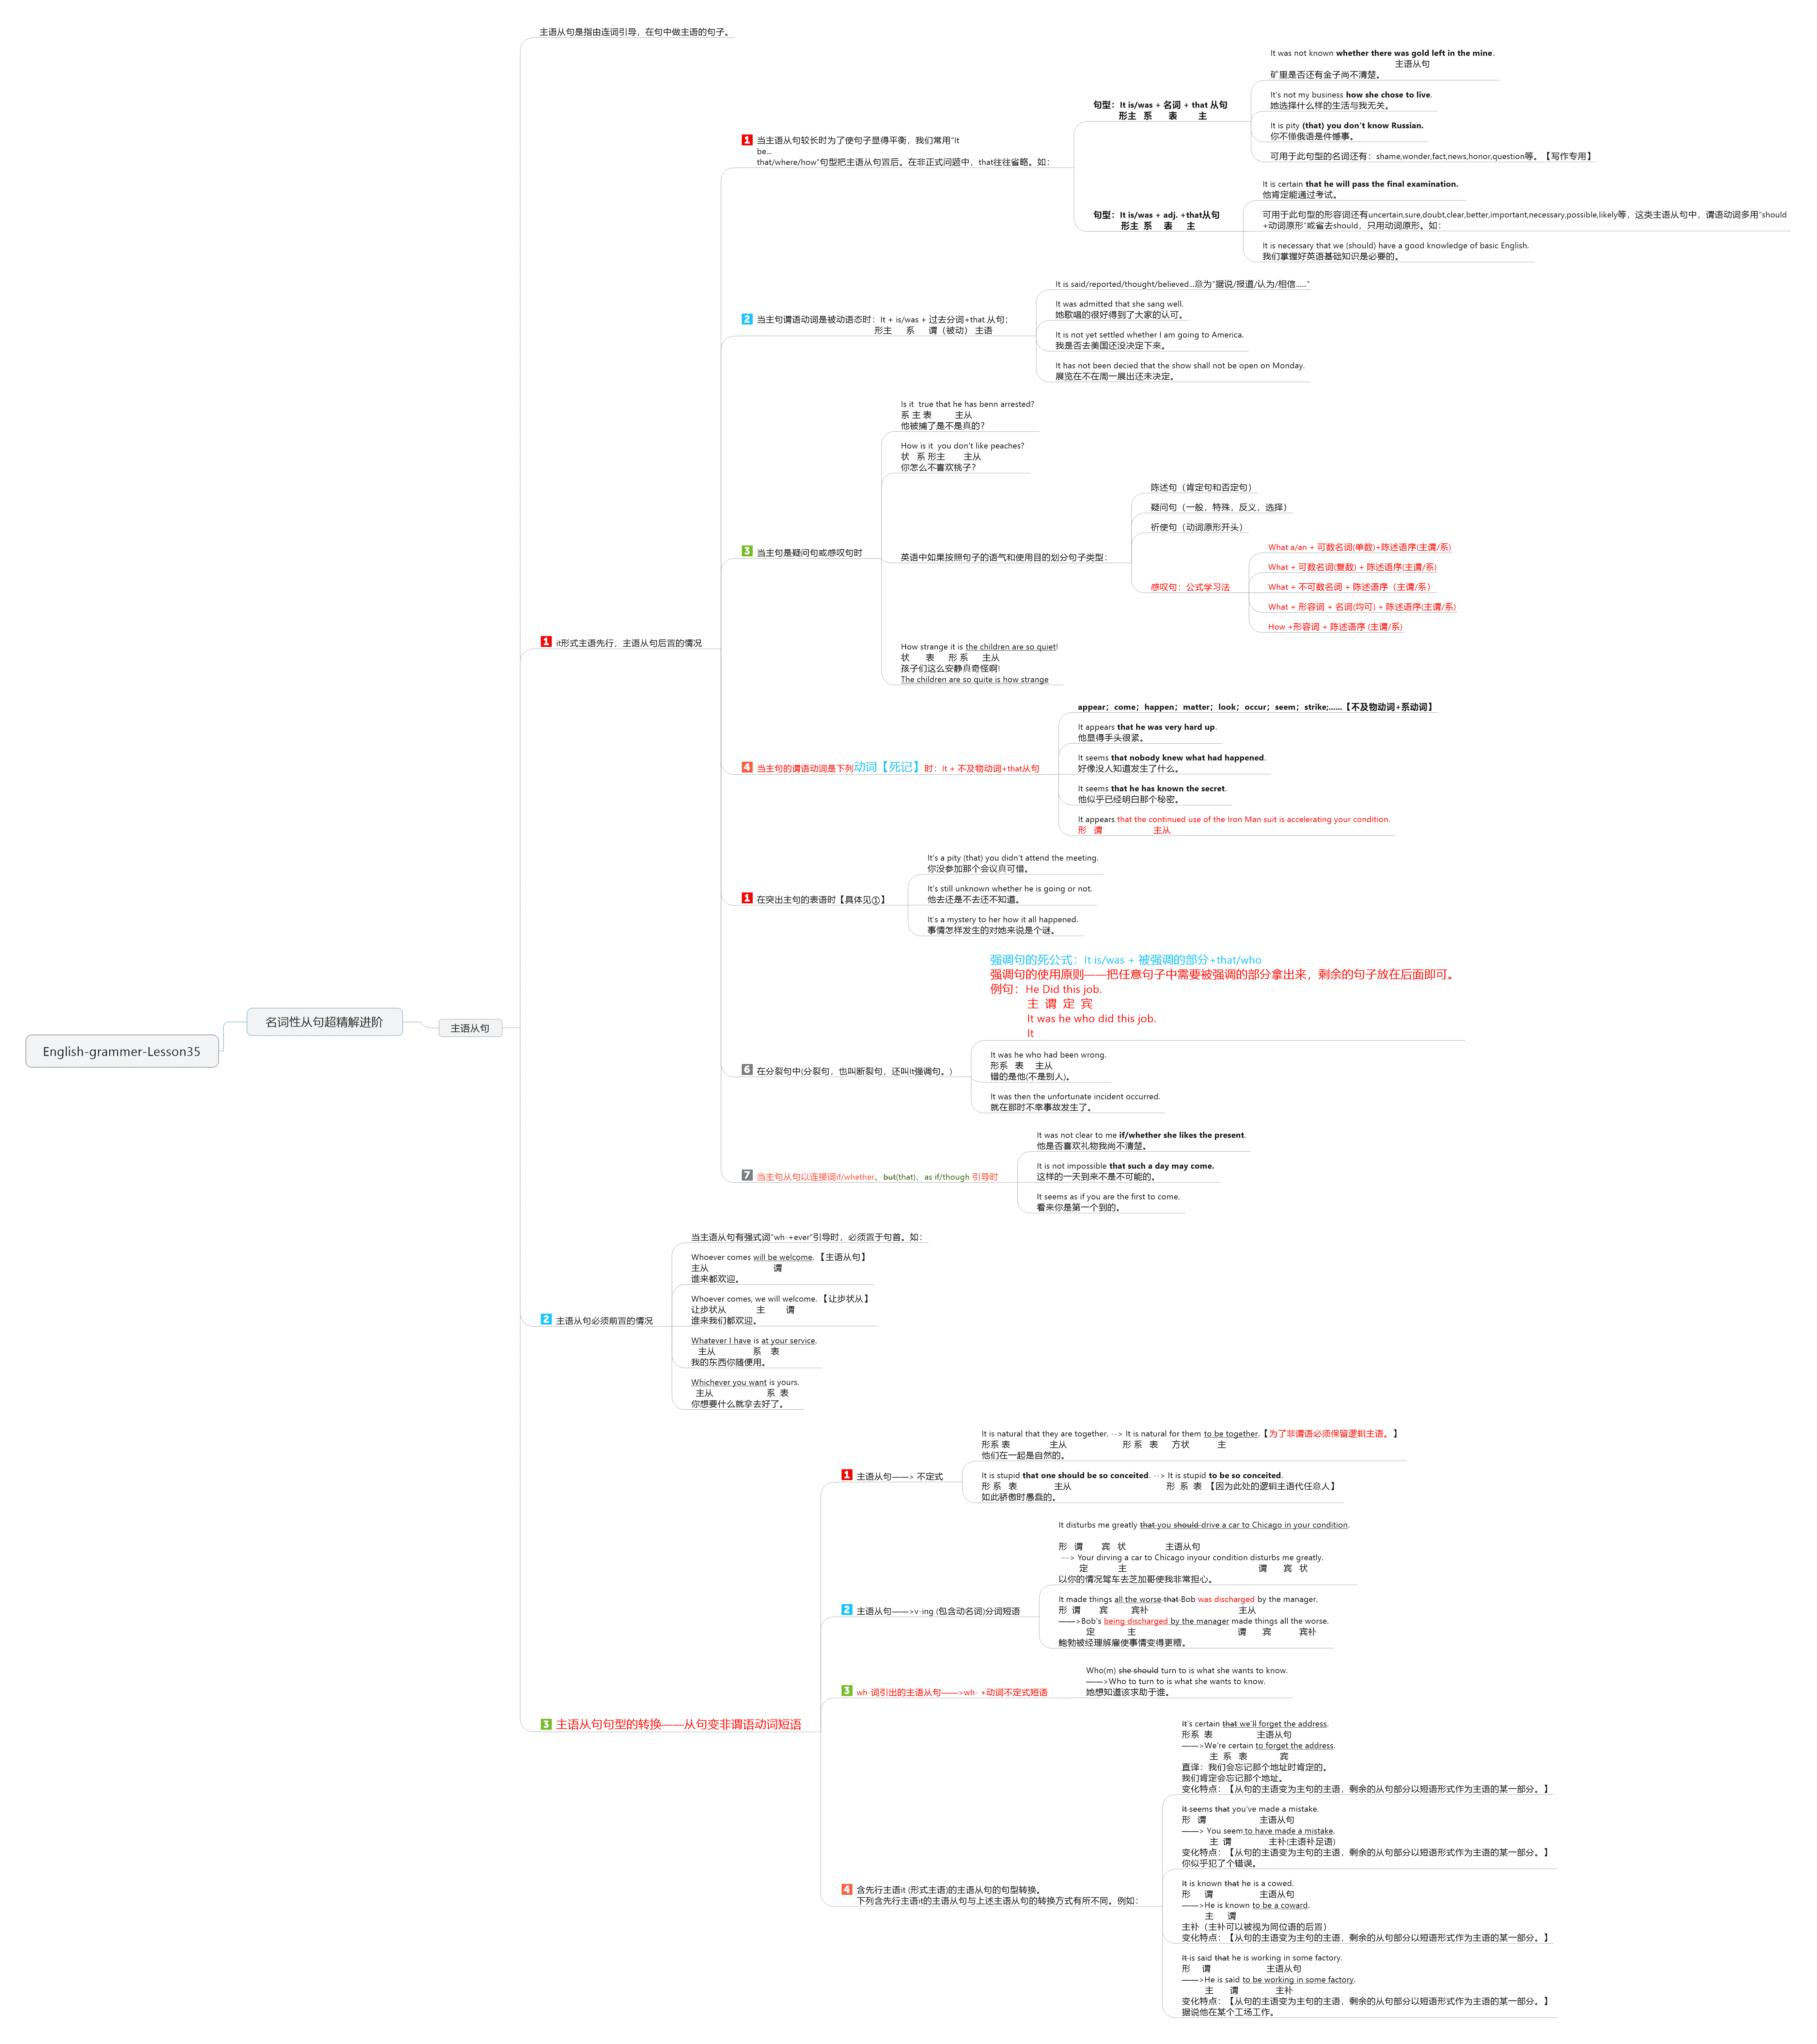 English-grammer-Lesson35
名词性从句超精解进阶
主语从句
主语从句是指由连词引导，在句中做主语的句子。
1 it形式主语先行，主语从句后置的情况
1 当主语从句较长时为了使句子显得平衡，我们常用"It
be...
that/where/how"句型把主语从句置后。在非正式问题中，that往往省略。如：
句型：It is/was + 名词 + that 从句
形主 系 表 主
It was not known whether there was gold left in the mine.
主语从句
矿里是否还有金子尚不清楚。
It's not my business how she chose to live.
她选择什么样的生活与我无关。
It is pity (that) you don't know Russian.
你不懂俄语是件憾事。
可用于此句型的名词还有：shame,wonder,fact,news,honor,question等。【写作专用】
句型：It is/was + adj. +that从句
形主 系 表 主
It is certain that he will pass the final examination.
他肯定能通过考试。
可用于此句型的形容词还有uncertain,sure,doubt,clear,better,important,necessary,possible,likely等，这类主语从句中，谓语动词多用"should
+动词原形"或省去should，只用动词原形。如：
It is necessary that we (should) have a good knowledge of basic English.
我们掌握好英语基础知识是必要的。
2 当主句谓语动词是被动语态时：It + is/was + 过去分词+that 从句；
形主 系 谓（被动） 主语
It is said/reported/thought/believed...意为"据说/报道/认为/相信......"
It was admitted that she sang well.
她歌唱的很好得到了大家的认可。
It is not yet settled whether I am going to America.
我是否去美国还没决定下来。
It has not been decied that the show shall not be open on Monday.
展览在不在周一展出还未决定。
3 当主句是疑问句或感叹句时
Is it true that he has benn arrested?
系 主 表 主从
他被捕了是不是真的？
How is it you don't like peaches?
状 系 形主 主从
你怎么不喜欢桃子？
英语中如果按照句子的语气和使用目的划分句子类型：
陈述句（肯定句和否定句）
疑问句（一般，特殊，反义，选择）
祈使句（动词原形开头）
感叹句：公式学习法
What a/an + 可数名词(单数)+陈述语序(主谓/系)
What + 可数名词(复数) + 陈述语序(主谓/系)
What + 不可数名词 + 陈述语序（主谓/系）
What + 形容词 + 名词(均可) + 陈述语序(主谓/系)
How +形容词 + 陈述语序 (主谓/系)
How strange it is the children are so quiet!
状 表 形 系 主从
孩子们这么安静真奇怪啊!
The children are so quite is how strange
4 当主句的谓语动词是下列动词【死记】时：It + 不及物动词+that从句
appear；come；happen；matter；look；occur；seem；strike;......【不及物动词+系动词】
It appears that he was very hard up.
他显得手头很紧。
It seems that nobody knew what had happened.
好像没人知道发生了什么。
It seems that he has known the secret.
他似乎已经明白那个秘密。
It appears that the continued use of the Iron Man suit is accelerating your condition.
形 谓 主从
1 在突出主句的表语时【具体见①】
It's a pity (that) you didn't attend the meeting.
你没参加那个会议真可惜。
It's still unknown whether he is going or not.
他去还是不去还不知道。
It's a mystery to her how it all happened.
事情怎样发生的对她来说是个谜。
6 在分裂句中(分裂句，也叫断裂句，还叫It强调句。)
强调句的死公式：It is/was + 被强调的部分+that/who
强调句的使用原则——把任意句子中需要被强调的部分拿出来，剩余的句子放在后面即可。
例句：He Did this job.
主 谓 定 宾
It was he who did this job.
It
It was he who had been wrong.
形系 表 主从
错的是他(不是别人)。
It was then the unfortunate incident occurred.
就在那时不幸事故发生了。
7 当主句从句以连接词if/whether、but(that)、as if/though 引导时
It was not clear to me if/whether she likes the present.
他是否喜欢礼物我尚不清楚。
It is not impossible that such a day may come.
这样的一天到来不是不可能的。
It seems as if you are the first to come.
看来你是第一个到的。
2 主语从句必须前置的情况
当主语从句有强式词"wh-+ever"引导时，必须置于句首。如：
Whoever comes will be welcome.【主语从句】
主从 谓
谁来都欢迎。
Whoever comes, we will welcome.【让步状从】
让步状从 主 谓
谁来我们都欢迎。
Whatever I have is at your service.
主从 系 表
我的东西你随便用。
Whichever you want is yours.
主从 系 表
你想要什么就拿去好了。
3 主语从句句型的转换——从句变非谓语动词短语
1 主语从句——> 不定式
It is natural that they are together. --> It is natural for them to be together.【为了非谓语必须保留逻辑主语。】
形系 表 主从 形 系 表 方状 主
他们在一起是自然的。
It is stupid that one should be so conceited. --> It is stupid to be so conceited.
形 系 表 主从 形 系 表 【因为此处的逻辑主语代任意人】
如此骄傲时愚蠢的。
2 主语从句——>v-ing (包含动名词)分词短语
It disturbs me greatly that you should drive a car to Chicago in your condition.
形 谓 宾 状 主语从句
--> Your dirving a car to Chicago inyour condition disturbs me greatly.
定 主 谓 宾 状
以你的情况驾车去芝加哥使我非常担心。
It made things all the worse that Bob was discharged by the manager.
形 谓 宾 宾补 主从
——>Bob's being discharged by the manager made things all the worse.
定 主 谓 宾 宾补
鲍勃被经理解雇使事情变得更糟。
3 wh-词引出的主语从句——>wh- +动词不定式短语
Who(m) she should turn to is what she wants to know.
——>Who to turn to is what she wants to know.
她想知道该求助于谁。
4 含先行主语it (形式主语)的主语从句的句型转换。
下列含先行主语it的主语从句与上述主语从句的转换方式有所不同。例如：
It's certain that we'll forget the address.
形系 表 主语从句
——>We're certain to forget the address.
主 系 表 宾
直译：我们会忘记那个地址时肯定的。
我们肯定会忘记那个地址。
变化特点：【从句的主语变为主句的主语，剩余的从句部分以短语形式作为主语的某一部分。】
It seems that you've made a mistake.
形 谓 主语从句
——> You seem to have made a mistake.
主 谓 主补(主语补足语)
变化特点：【从句的主语变为主句的主语，剩余的从句部分以短语形式作为主语的某一部分。】
你似乎犯了个错误。
It is known that he is a cowed.
形 谓 主语从句
——>He is known to be a coward.
主 谓
主补（主补可以被视为同位语的后置）
变化特点：【从句的主语变为主句的主语，剩余的从句部分以短语形式作为主语的某一部分。】
It is said that he is working in some factory.
形 谓 主语从句
——>He is said to be working in some factory.
主 谓 主补
变化特点：【从句的主语变为主句的主语，剩余的从句部分以短语形式作为主语的某一部分。】
据说他在某个工场工作。